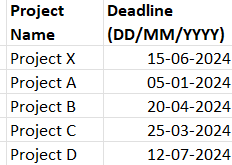 Project Name Deadline (DD/MM/YYYY)
Project X 15-06-2024
Project A 05-01-2024
Project B 20-04-2024
Project C 25-03-2024
Project D 12-07-2024